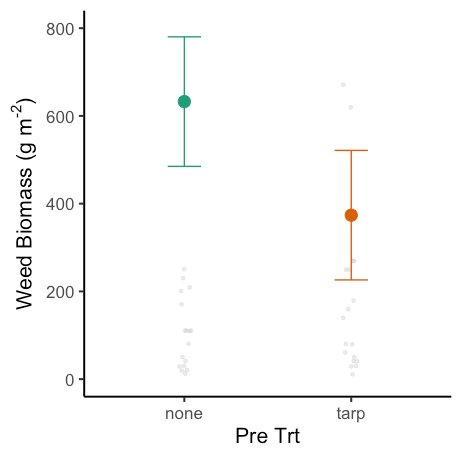 800
600
400
200
0
Weed Biomass (g m⁻²)
none tarp
Pre Trt